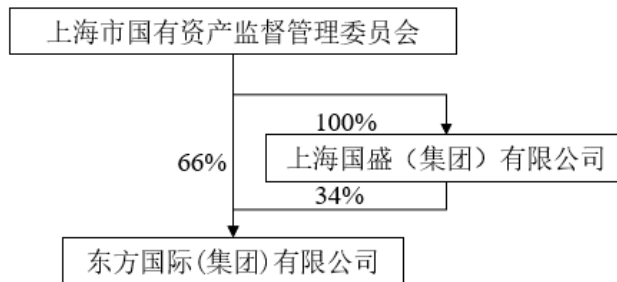 上海市国有资产监督管理委员会
100%
66%
上海国盛（集团）有限公司
34%
东方国际(集团)有限公司